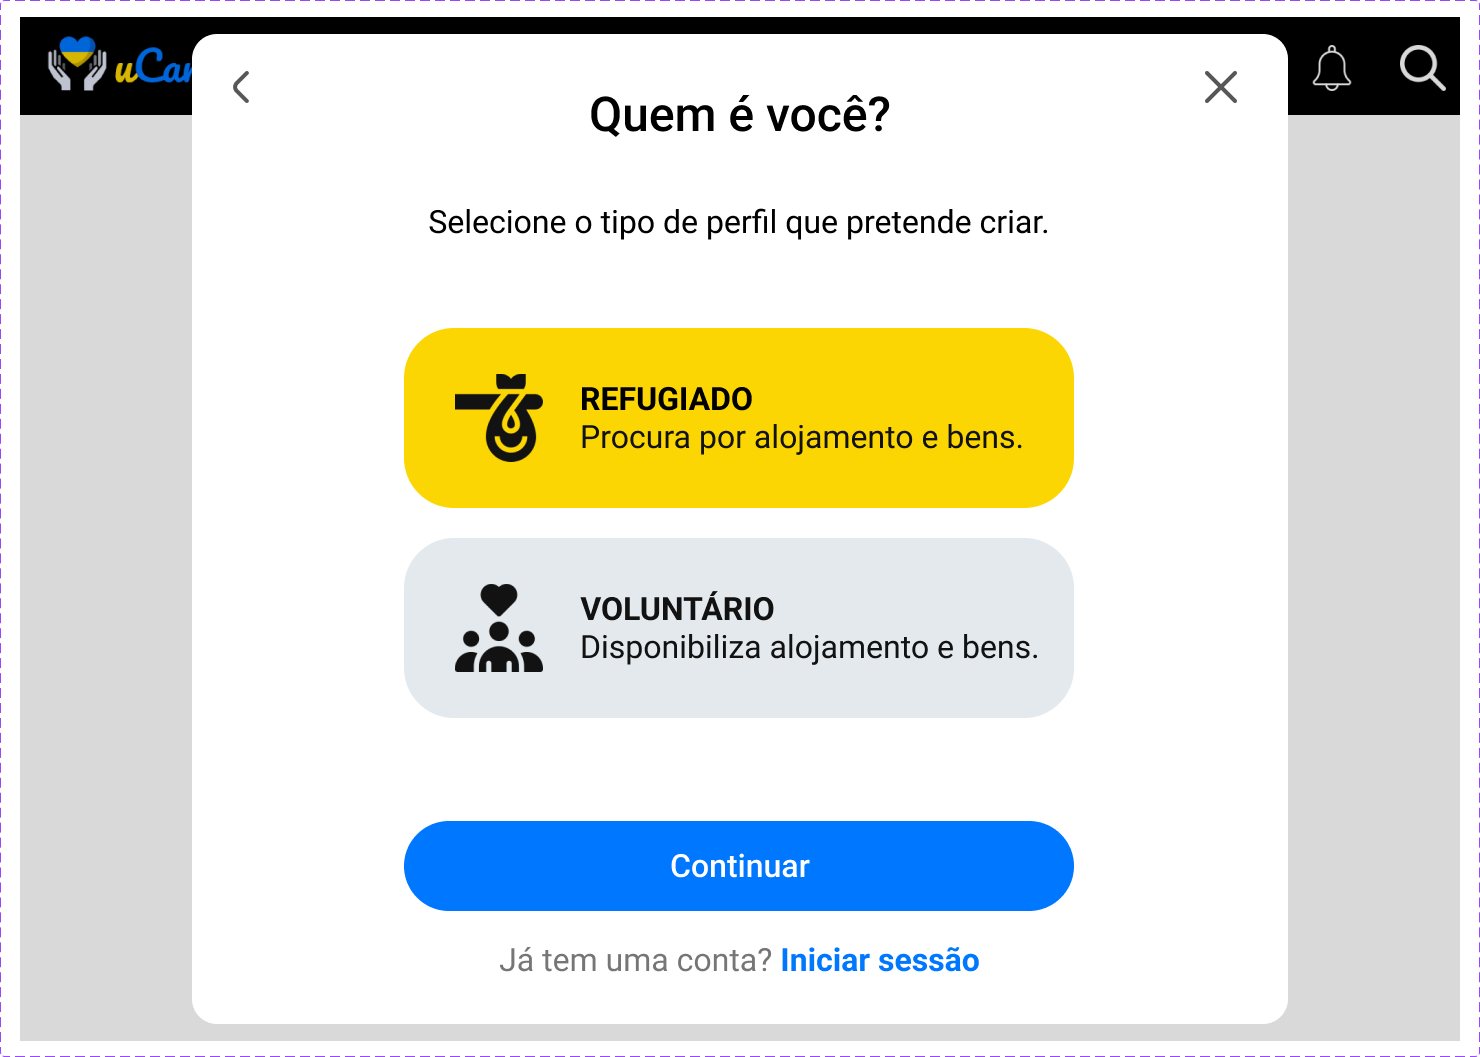 Quem é você?
Selecione o tipo de perfil que pretende criar.
REFUGIADO
Procura por alojamento e bens.
VOLUNTÁRIO
Disponibiliza alojamento e bens.
Continuar
Já tem uma conta? Iniciar sessão